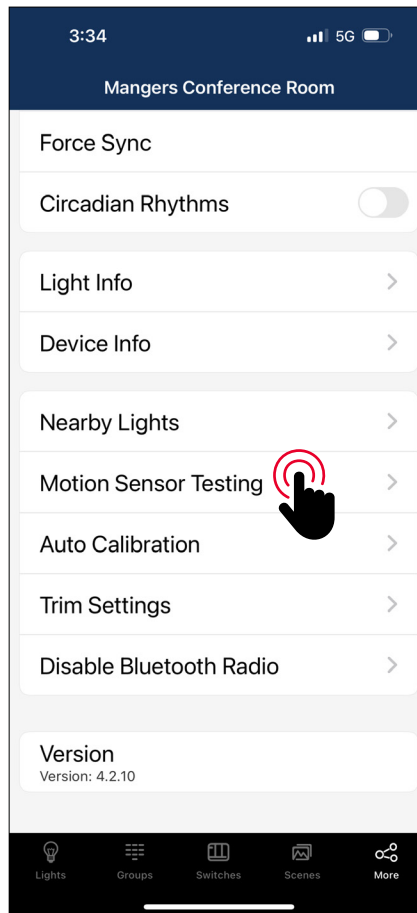 3:34
5G
Mangers Conference Room
Force Sync
Circadian Rhythms
Light Info
Device Info
Nearby Lights
Motion Sensor Testing
Auto Calibration
Trim Settings
Disable Bluetooth Radio
Version
Version: 4.2.10
Lights
Groups
Switches
Scenes
More